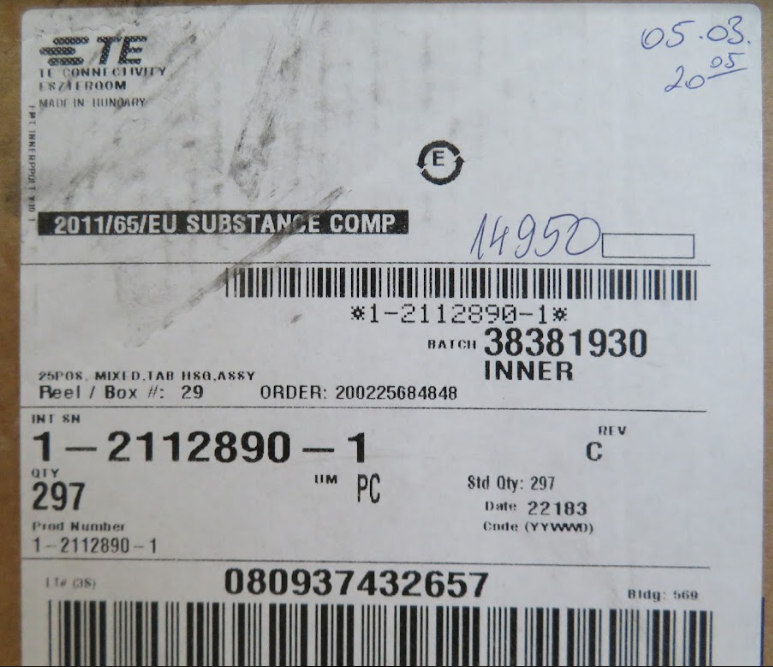 TE
TE CONNECTIVITY
ESZTERGOM
MADE IN HUNGARY
05.03.
20 05
E
2011/65/EU SUBSTANCE COMP
14950
*1-2112890-1*
BATCH 38381930
INNER
25POS, MIXED,TAB HSG,ASSY
Reel / Box #: 29 ORDER: 200225684848
INT SN
1-2112890-1
REV
C
QTY
297
UM PC
Std Qty: 297
Date 22183
Code (YYWWD)
Prod Number
1-2112890-1
080937432657
Bldg: 569